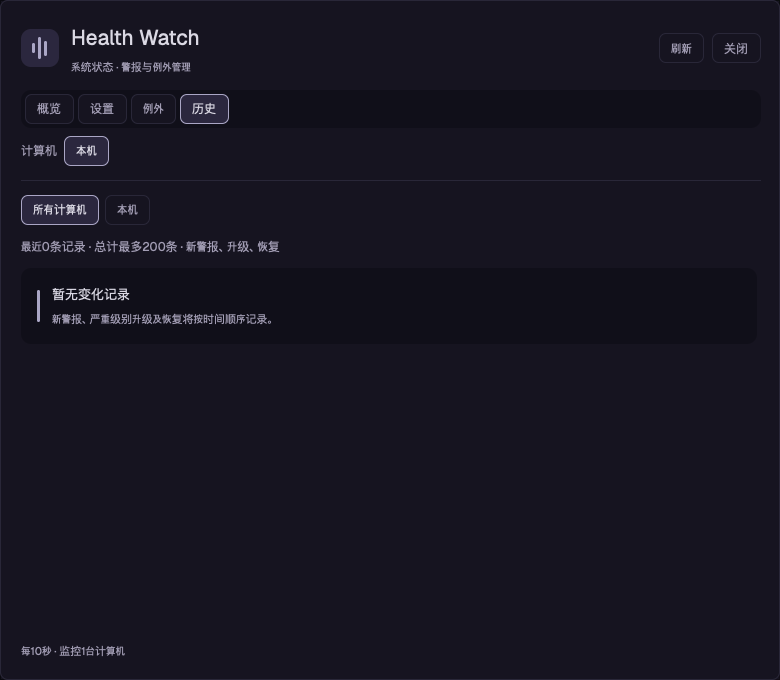 Health Watch
系统状态 · 警报与例外管理
刷新
关闭
概览
设置
例外
历史
计算机
本机
所有计算机
本机
最近0条记录 · 总计最多200条 · 新警报、升级、恢复
暂无变化记录
新警报、严重级别升级及恢复将按时间顺序记录。
每10秒 · 监控1台计算机